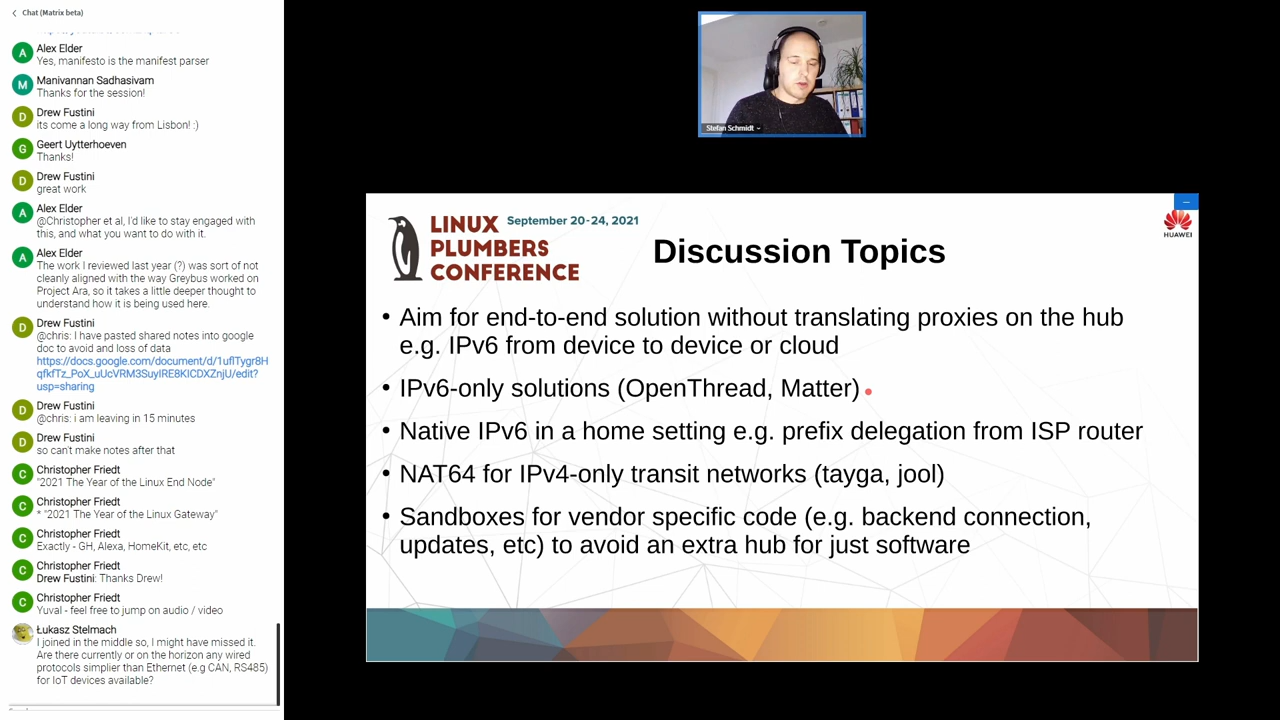 Chat (Matrix beta)
Alex Elder
Yes, manifesto is the manifest parser
Manivannan Sadhasivam
Thanks for the session!
Drew Fustini
its come a long way from Lisbon! :)
Geert Uytterhoeven
Thanks!
Drew Fustini
great work
Alex Elder
@Christopher et al, I'd like to stay engaged with
this, and what you want to do with it.
Alex Elder
The work I reviewed last year (?) was sort of not
cleanly aligned with the way Greybus worked on
Project Ara, so it takes a little deeper thought to
understand how it is being used here.
Drew Fustini
@chris: I have pasted shared notes into google
doc to avoid and loss of data
Drew Fustini
@chris: i am leaving in 15 minutes
Drew Fustini
so can't make notes after that
Christopher Friedt
"2021 The Year of the Linux End Node"
Christopher Friedt
* "2021 The Year of the Linux Gateway"
Christopher Friedt
Exactly - GH, Alexa, HomeKit, etc, etc
Christopher Friedt
Drew Fustini: Thanks Drew!
Christopher Friedt
Yuval - feel free to jump on audio / video
Łukasz Stelmach
I joined in the middle so, I might have missed it.
Are there currently or on the horizon any wired
protocols simplier than Ethernet (e.g CAN, RS485)
for IoT devices available?
Stefan Schmidt
LINUX
PLUMBERS
CONFERENCE
September 20-24, 2021
HUAWEI
Discussion Topics
• Aim for end-to-end solution without translating proxies on the hub
e.g. IPv6 from device to device or cloud
• IPv6-only solutions (OpenThread, Matter)
• Native IPv6 in a home setting e.g. prefix delegation from ISP router
• NAT64 for IPv4-only transit networks (tayga, jool)
• Sandboxes for vendor specific code (e.g. backend connection,
updates, etc) to avoid an extra hub for just software